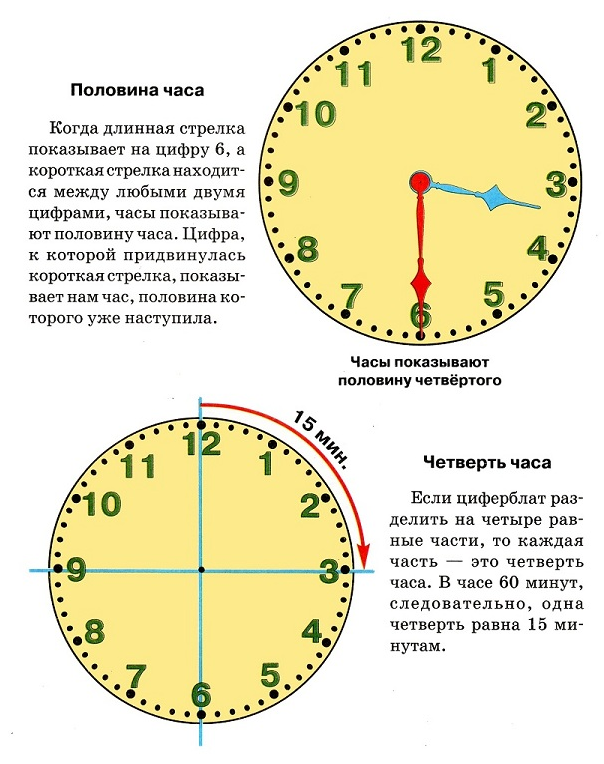 Половина часа
Когда длинная стрелка
показывает на цифру 6, а
короткая стрелка находит-
ся между любыми двумя
цифрами, часы показыва-
ют половину часа. Цифра,
к которой придвинулась
короткая стрелка, показы-
вает нам час, половина ко-
торого уже наступила.
12
1
2
3
4
5
6
7
8
9
10
11
Часы показывают
половину четвёртого
15 мин.
12
1
2
3
4
5
6
7
8
9
10
11
Четверть часа
Если циферблат раз-
делить на четыре рав-
ные части, то каждая
часть — это четверть
часа. В часе 60 минут,
следовательно, одна
четверть равна 15 ми-
нутам.